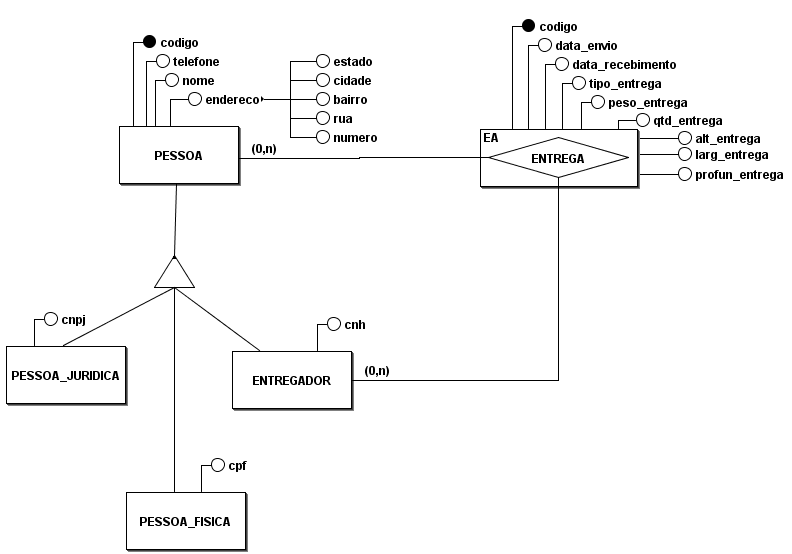 codigo
telefone
nome
endereco
estado
cidade
bairro
rua
numero
PESSOA
(0,n)
codigo
data_envio
data_recebimento
tipo_entrega
peso_entrega
qtd_entrega
alt_entrega
larg_entrega
profun_entrega
EA
ENTREGA
cnpj
PESSOA_JURIDICA
cnh
ENTREGADOR
(0,n)
cpf
PESSOA_FISICA